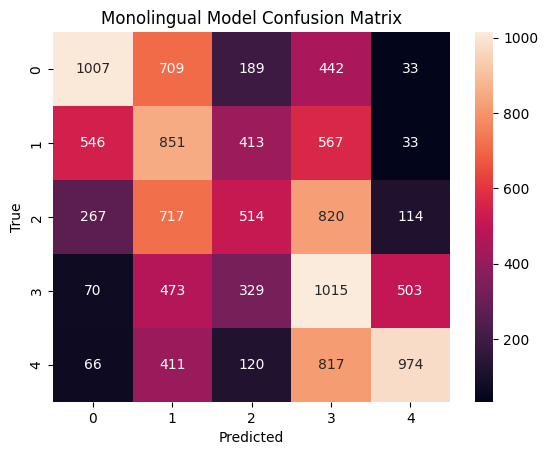 Monolingual Model Confusion Matrix
0 1007 709 189 442 33
1 546 851 413 567 33
2 267 717 514 820 114
3 70 473 329 1015 503
4 66 411 120 817 974
0 1 2 3 4
True
Predicted
1000
800
600
400
200